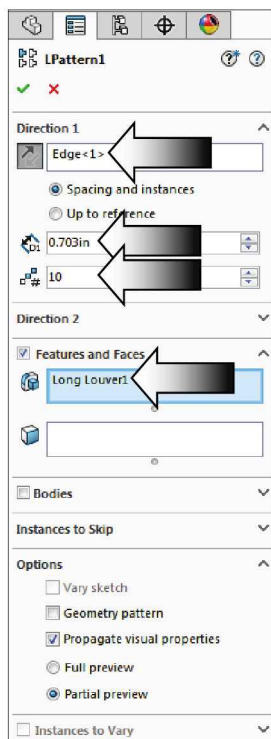 LPattern1
Direction 1
Edge<1>
Spacing and instances
Up to reference
D1
0.703in
#
10
Direction 2
Features and Faces
Long Louver1
Bodies
Instances to Skip
Options
Vary sketch
Geometry pattern
Propagate visual properties
Full preview
Partial preview
Instances to Vary